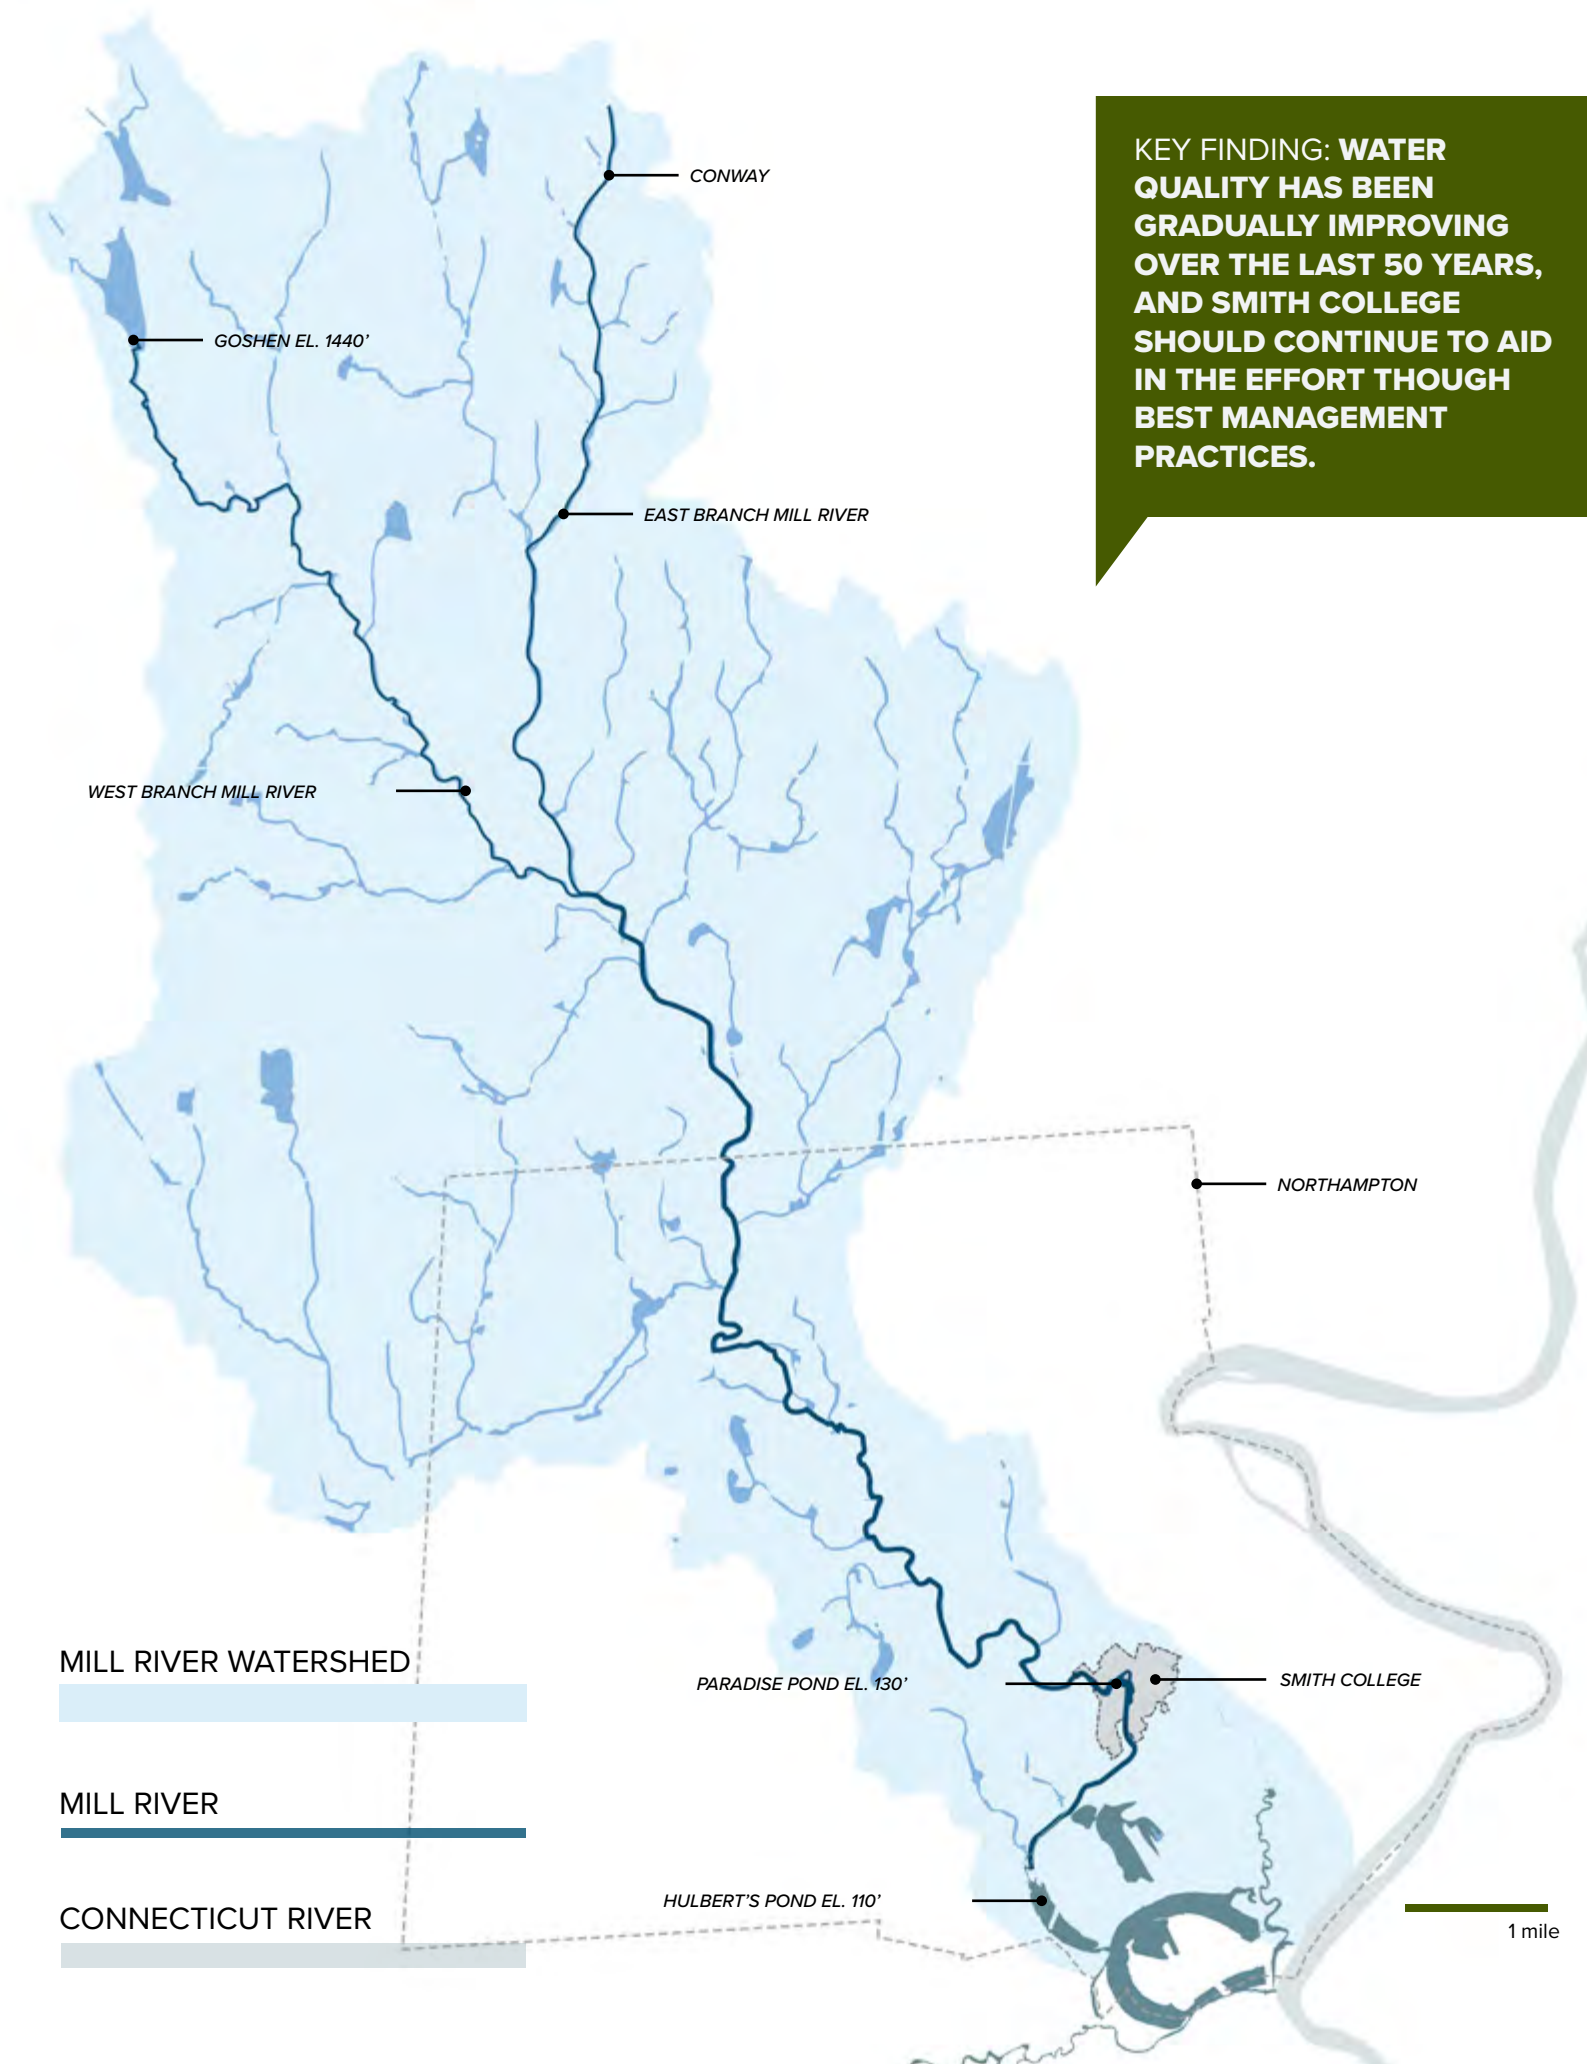 KEY FINDING: WATER
QUALITY HAS BEEN
GRADUALLY IMPROVING
OVER THE LAST 50 YEARS,
AND SMITH COLLEGE
SHOULD CONTINUE TO AID
IN THE EFFORT THOUGH
BEST MANAGEMENT
PRACTICES.
CONWAY
GOSHEN EL. 1440’
EAST BRANCH MILL RIVER
WEST BRANCH MILL RIVER
NORTHAMPTON
PARADISE POND EL. 130’
SMITH COLLEGE
HULBERT’S POND EL. 110’
MILL RIVER WATERSHED
MILL RIVER
CONNECTICUT RIVER
1 mile